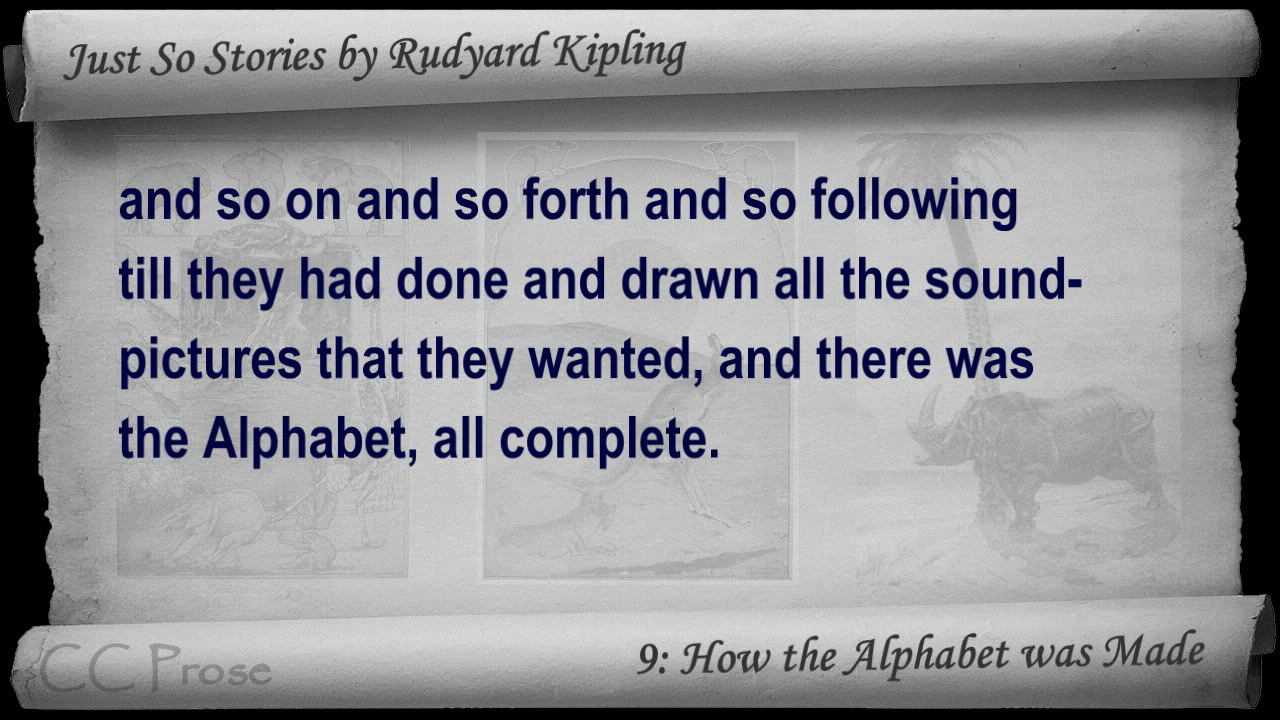 Just So Stories by Rudyard Kipling
and so on and so forth and so following
till they had done and drawn all the sound-
pictures that they wanted, and there was
the Alphabet, all complete.
CC Prose
9: How the Alphabet was Made